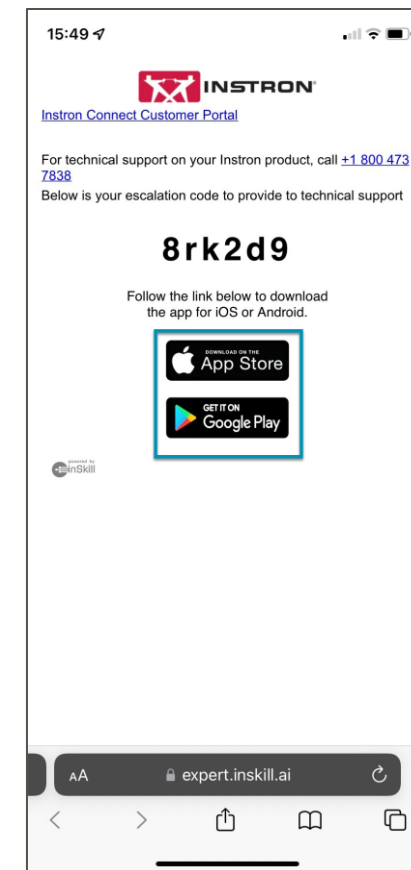 15:49
INSTRON
Instron Connect Customer Portal
For technical support on your Instron product, call +1 800 473
7838
Below is your escalation code to provide to technical support
8rk2d9
Follow the link below to download
the app for iOS or Android.
DOWNLOAD ON THE
App Store
GET IT ON
Google Play
powered by
inSkill
AA
expert.inskill.ai